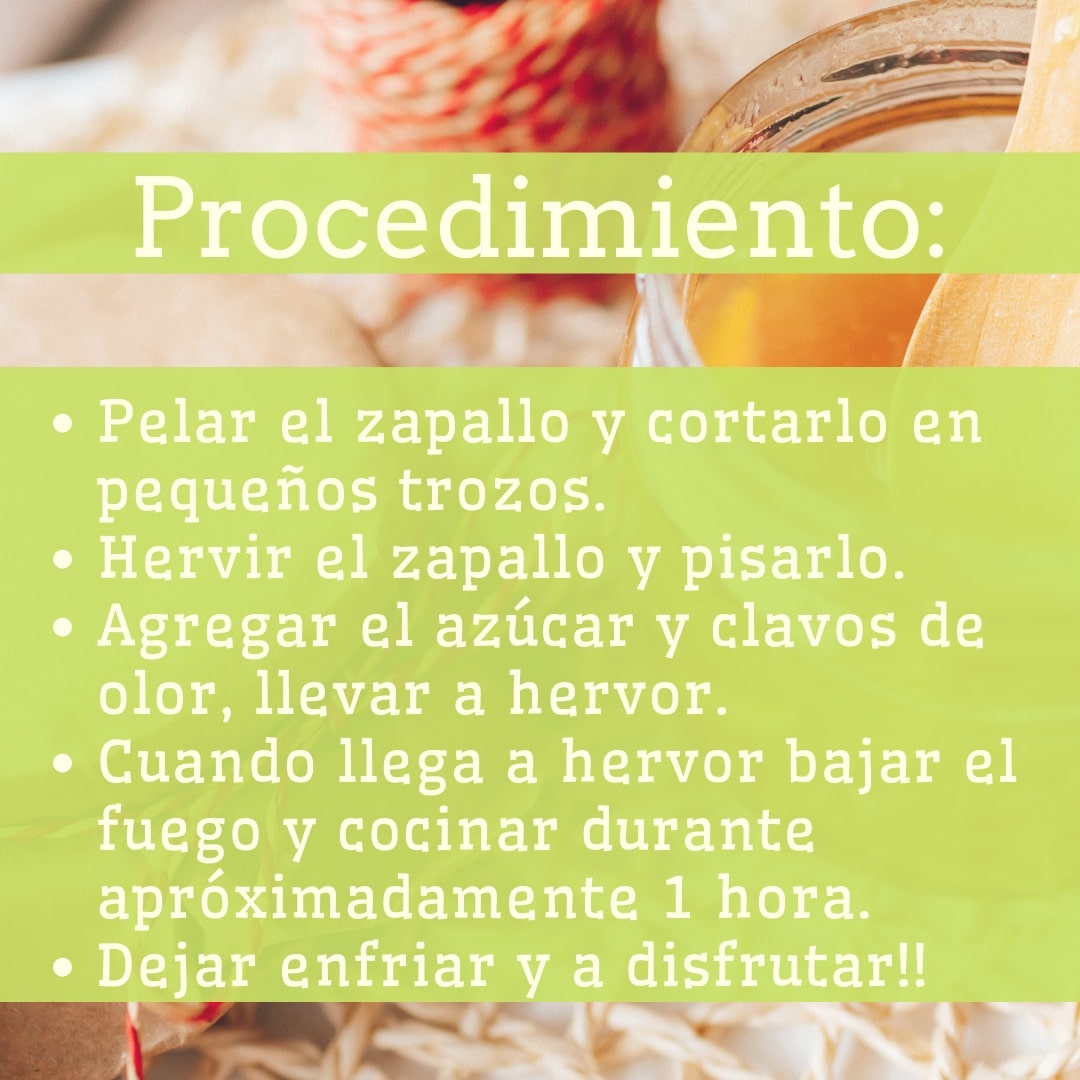 Procedimiento:
• Pelar el zapallo y cortarlo en
pequeños trozos.
• Hervir el zapallo y pisarlo.
• Agregar el azúcar y clavos de
olor, llevar a hervor.
• Cuando llega a hervor bajar el
fuego y cocinar durante
apróximadamente 1 hora.
• Dejar enfriar y a disfrutar!!